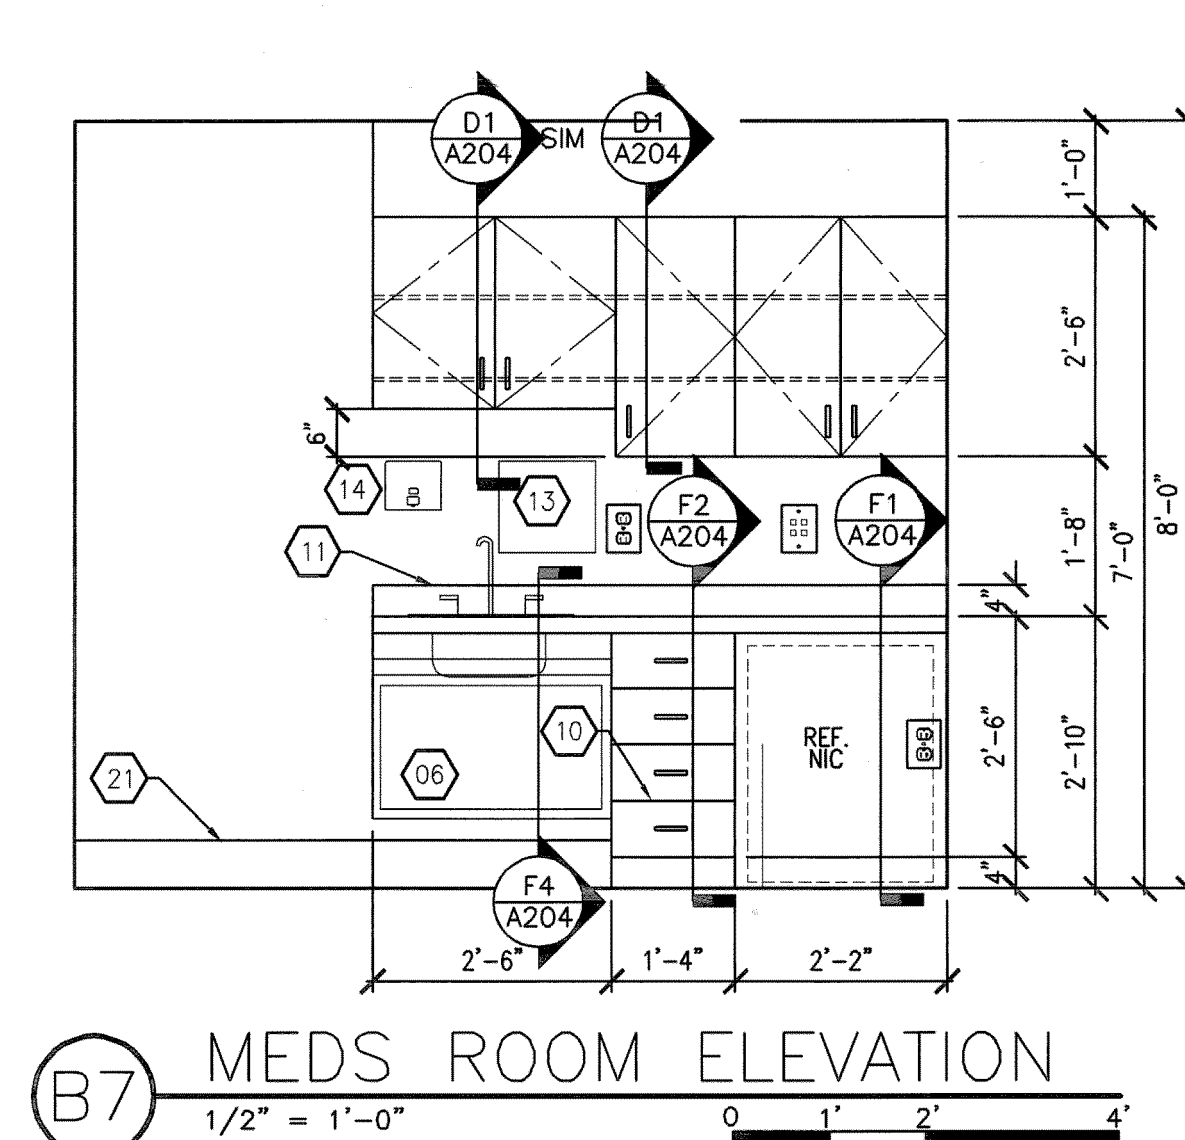 D1
A204
SIM
D1
A204
1'-0"
2'-6"
6"
14
13
F2
A204
F1
A204
11
1'-8"
7'-0"
8'-0"
4"
10
REF.
NIC
06
21
2'-6"
2'-10"
4"
F4
A204
2'-6"
1'-4"
2'-2"
B7
MEDS ROOM ELEVATION
1/2" = 1'-0"
0 1' 2' 4'